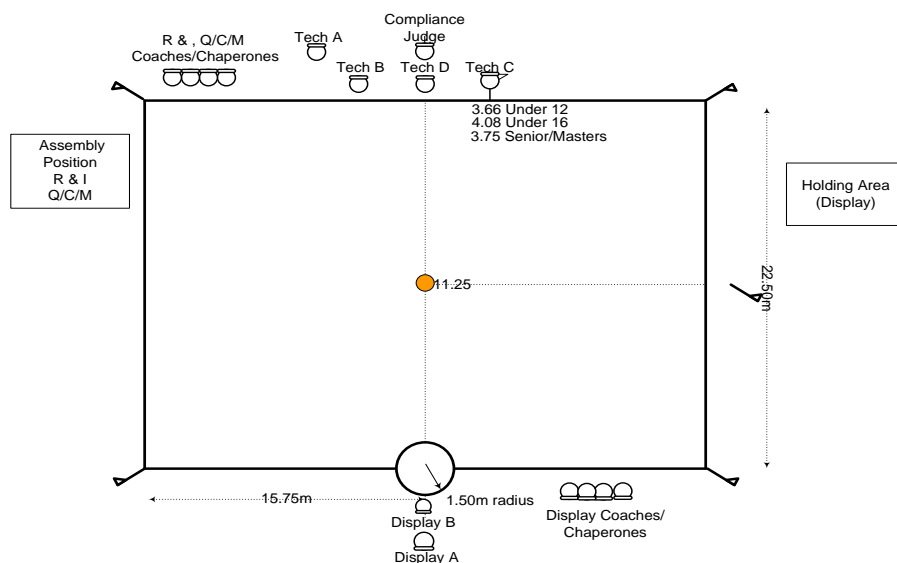 Compliance
Judge
R & , Q/C/M
Coaches/Chaperones
Tech A
Tech B
Tech D
Tech C
3.66 Under 12
4.08 Under 16
3.75 Senior/Masters
Assembly
Position
R & I
Q/C/M
Holding Area
(Display)
11.25
22.50m
15.75m
1.50m radius
Display B
Display A
Display Coaches/
Chaperones